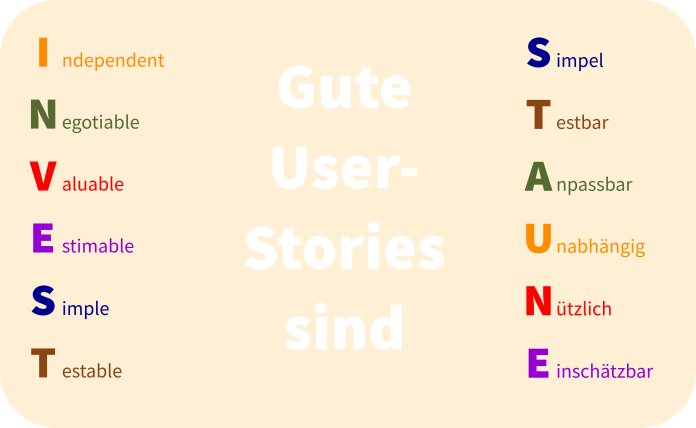 Independent
Negotiable
Valuable
Estimable
Simple
Testable
Gute
User-
Stories
sind
Simpel
Testbar
Anpassbar
Unabhängig
Nützlich
Einschätzbar